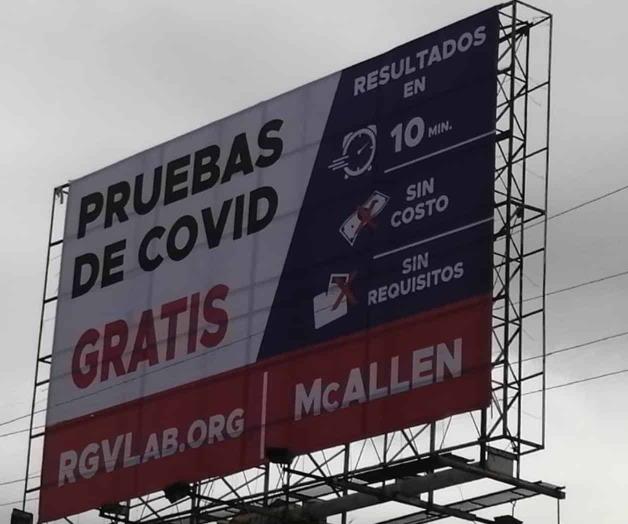 PRUEBAS
DE COVID
GRATIS
RESULTADOS
EN
10 MIN.
SIN
COSTO
SIN
REQUISITOS
RGVLAB.ORG
McALLEN